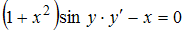 (1 + x²)sin y · y′ − x = 0